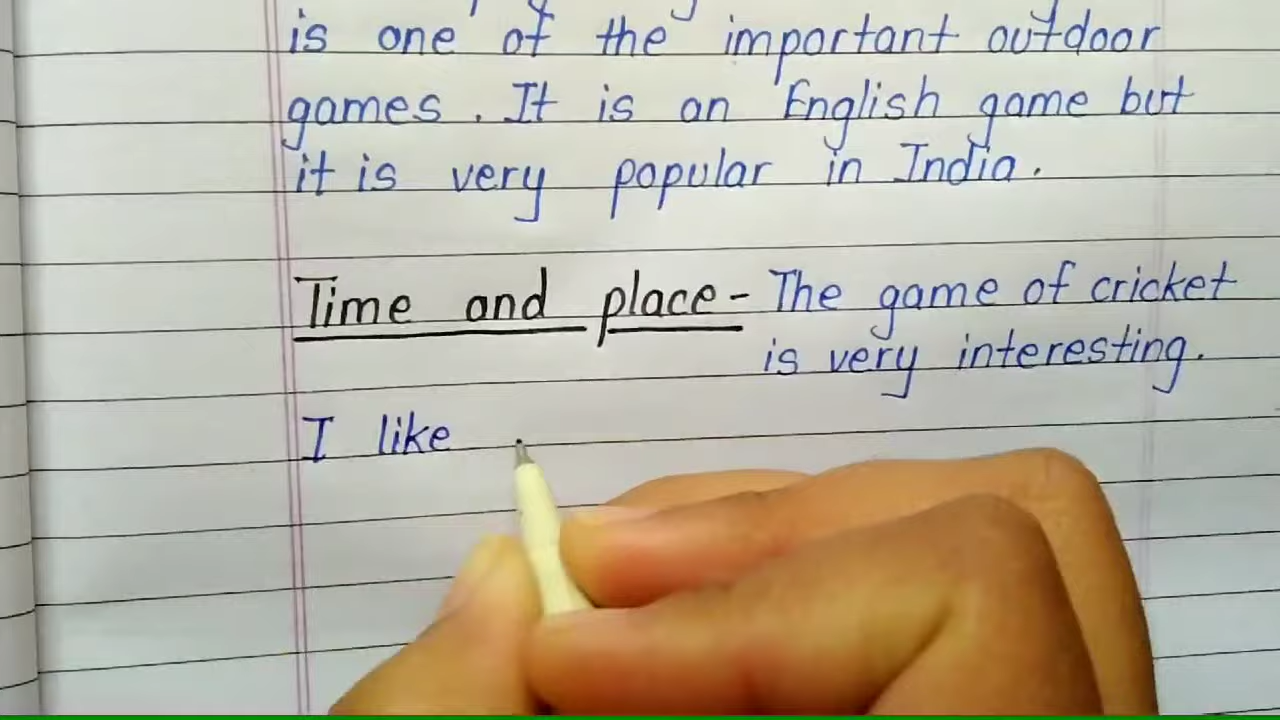 is one of the important outdoor
games. It is an English game but
it is very popular in India.
Time and place - The game of cricket
is very interesting.
I like